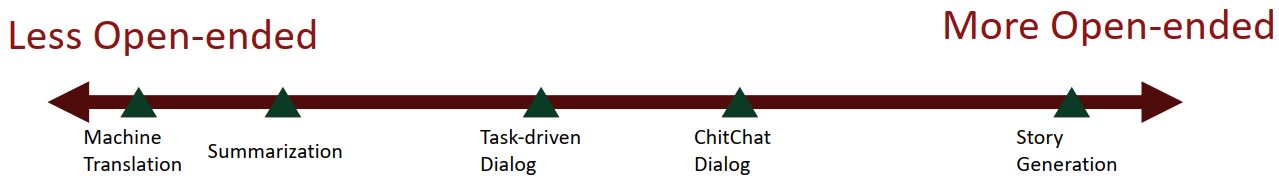 Less Open-ended
More Open-ended
Machine
Translation
Summarization
Task-driven
Dialog
ChitChat
Dialog
Story
Generation